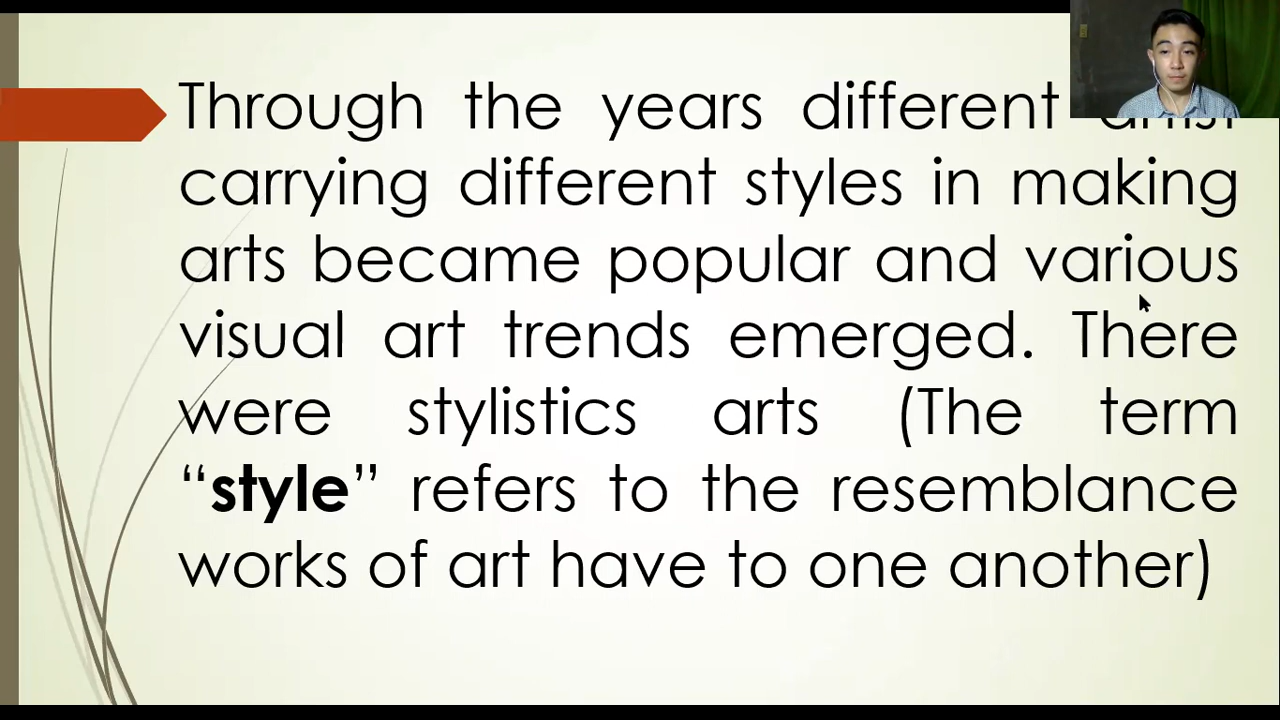 Through the years different artist
carrying different styles in making
arts became popular and various
visual art trends emerged. There
were stylistics arts (The term
“style” refers to the resemblance
works of art have to one another)